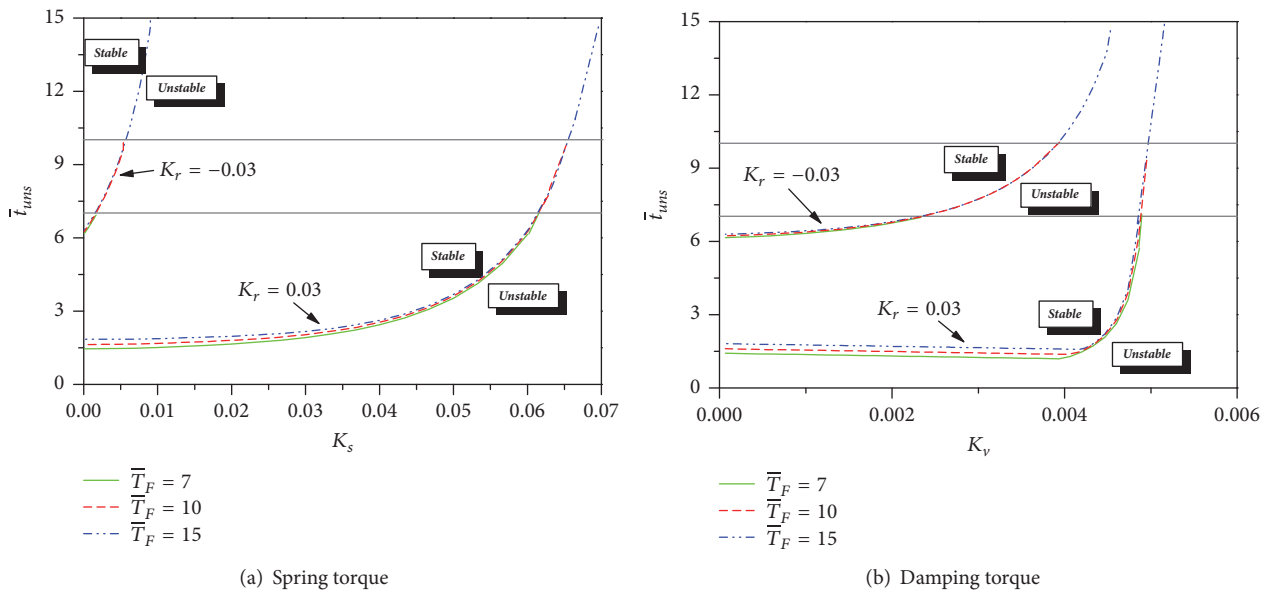 15
12
9
6
3
0
t̅uns
Stable
Unstable
Kr = −0.03
Stable
Unstable
Kr = 0.03
0.00 0.01 0.02 0.03 0.04 0.05 0.06 0.07
Ks
T̅F = 7
T̅F = 10
T̅F = 15
(a) Spring torque
15
12
9
6
3
0
t̅uns
Stable
Unstable
Kr = −0.03
Kr = 0.03
Stable
Unstable
0.000 0.002 0.004 0.006
Kv
T̅F = 7
T̅F = 10
T̅F = 15
(b) Damping torque